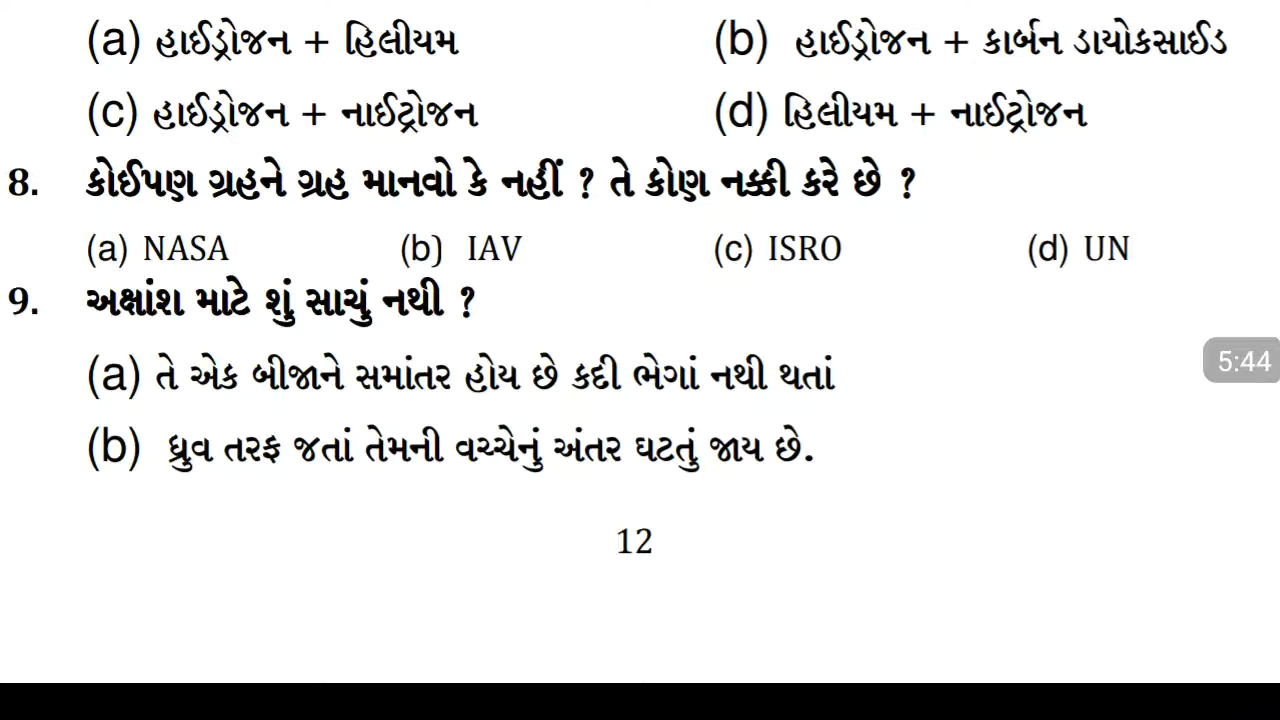 (a) હાઈડ્રોજન + હિલીયમ (b) હાઈડ્રોજન + કાર્બન ડાયોકસાઈડ
(c) હાઈડ્રોજન + નાઈટ્રોજન (d) હિલીયમ + નાઈટ્રોજન
8. કોઈપણ ગ્રહને ગ્રહ માનવો કે નહીં ? તે કોણ નક્કી કરે છે ?
(a) NASA (b) IAV (c) ISRO (d) UN
9. અક્ષાંશ માટે શું સાચું નથી ?
5:44
(a) તે એક બીજાને સમાંતર હોય છે કદી ભેગાં નથી થતાં
(b) ધ્રુવ તરફ જતાં તેમની વચ્ચેનું અંતર ઘટતું જાય છે.
12